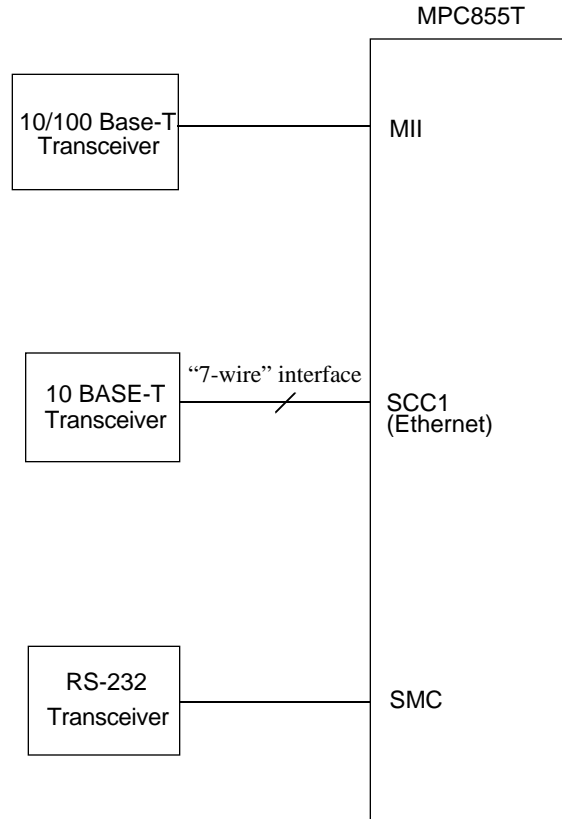 MPC855T
10/100 Base-T
Transceiver
MII
“7-wire” interface
10 BASE-T
Transceiver
SCC1
(Ethernet)
RS-232
Transceiver
SMC